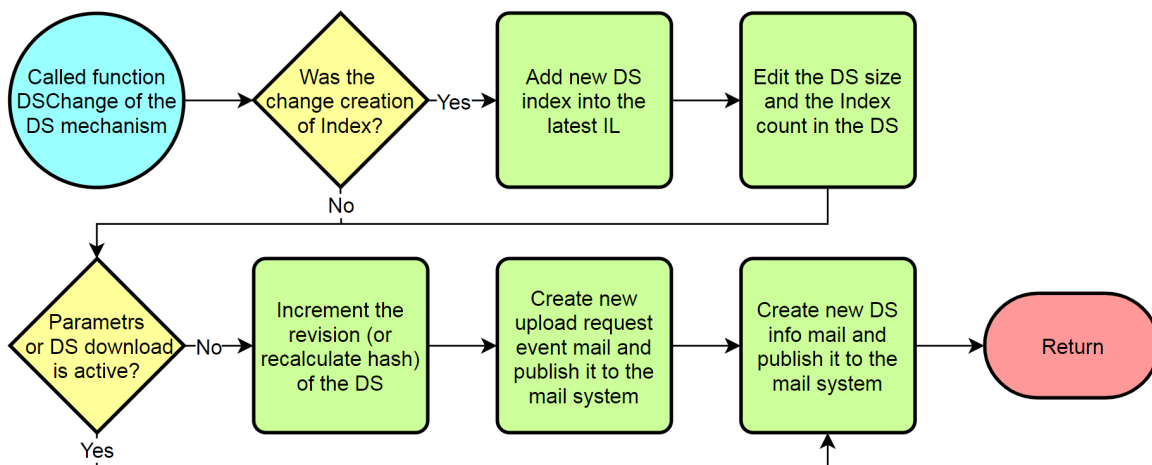 Called function
DSChange of the
DS mechanism
Was the
change creation
of Index?
Yes
Add new DS
index into the
latest IL
Edit the DS size
and the Index
count in the DS
No
Parametrs
or DS download
is active?
No
Increment the
revision (or
recalculate hash)
of the DS
Create new
upload request
event mail and
publish it to the
mail system
Create new DS
info mail and
publish it to the
mail system
Return
Yes